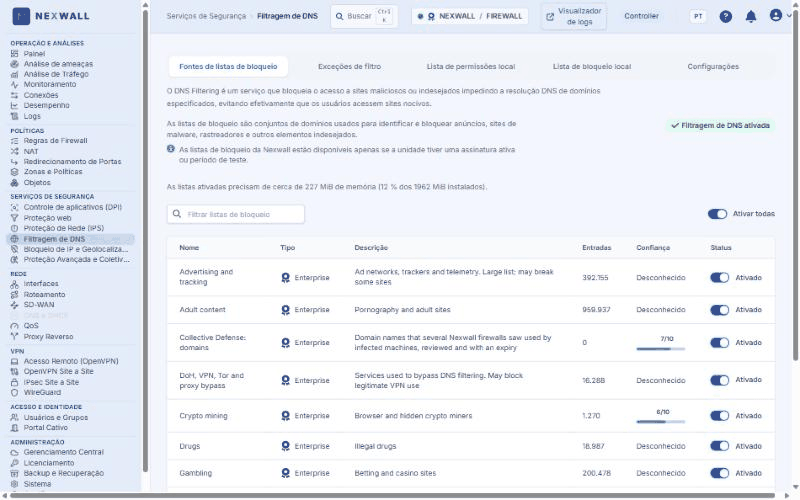 NEXWALL
Serviços de Segurança
Filtragem de DNS
Buscar
Ctrl K
NEXWALL / FIREWALL
Visualizador de logs
Controller
PT
OPERAÇÃO E ANÁLISES
Painel
Análise de ameaças
Análise de Tráfego
Monitoramento
Conexões
Desempenho
Logs
POLÍTICAS
Regras de Firewall
NAT
Redirecionamento de Portas
Zonas e Políticas
Objetos
SERVIÇOS DE SEGURANÇA
Controle de aplicativos (DPI)
Proteção web
Proteção de Rede (IPS)
Filtragem de DNS
Bloqueio de IP e Geolocaliza...
Proteção Avançada e Coletiv...
REDE
Interfaces
Roteamento
SD-WAN
DNS e DHCP
QoS
Proxy Reverso
VPN
Acesso Remoto (OpenVPN)
OpenVPN Site a Site
IPsec Site a Site
WireGuard
ACESSO E IDENTIDADE
Usuários e Grupos
Portal Cativo
ADMINISTRAÇÃO
Gerenciamento Central
Licenciamento
Backup e Recuperação
Sistema
Fontes de listas de bloqueio
Exceções de filtro
Lista de permissões local
Lista de bloqueio local
Configurações
O DNS Filtering é um serviço que bloqueia o acesso a sites maliciosos ou indesejados impedindo a resolução DNS de domínios
especificados, evitando efetivamente que os usuários acessem sites nocivos.
As listas de bloqueio são conjuntos de domínios usados para identificar e bloquear anúncios, sites de
malware, rastreadores e outros elementos indesejados.
Filtragem de DNS ativada
As listas de bloqueio da Nexwall estão disponíveis apenas se a unidade tiver uma assinatura ativa
ou período de teste.
As listas ativadas precisam de cerca de 227 MiB de memória (12 % dos 1962 MiB instalados).
Filtrar listas de bloqueio
Ativar todas
Nome Tipo Descrição Entradas Confiança Status
Advertising and tracking Enterprise Ad networks, trackers and telemetry. Large list; may break some sites 392.155 Desconhecido Ativado
Adult content Enterprise Pornography and adult sites 959.937 Desconhecido Ativado
Collective Defense: domains Enterprise Domain names that several Nexwall firewalls saw used by infected machines, reviewed and with an expiry 0 7/10 Ativado
DoH, VPN, Tor and proxy bypass Enterprise Services used to bypass DNS filtering. May block legitimate VPN use 16.288 Desconhecido Ativado
Crypto mining Enterprise Browser and hidden crypto miners 1.270 6/10 Ativado
Drugs Enterprise Illegal drugs 18.987 Desconhecido Ativado
Gambling Enterprise Betting and casino sites 200.478 Desconhecido Ativado